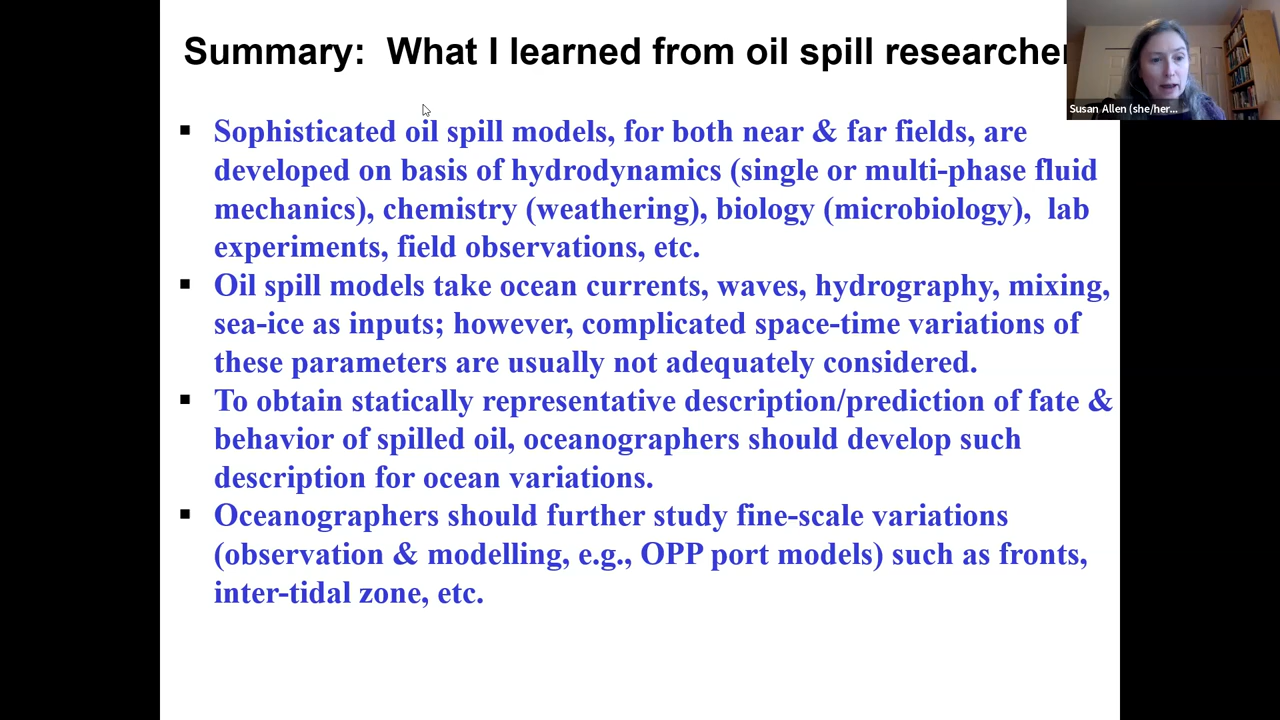 Summary:  What I learned from oil spill researcher
Susan Allen (she/her...
▪ Sophisticated oil spill models, for both near & far fields, are
developed on basis of hydrodynamics (single or multi-phase fluid
mechanics), chemistry (weathering), biology (microbiology),  lab
experiments, field observations, etc.
▪ Oil spill models take ocean currents, waves, hydrography, mixing,
sea-ice as inputs; however, complicated space-time variations of
these parameters are usually not adequately considered.
▪ To obtain statically representative description/prediction of fate &
behavior of spilled oil, oceanographers should develop such
description for ocean variations.
▪ Oceanographers should further study fine-scale variations
(observation & modelling, e.g., OPP port models) such as fronts,
inter-tidal zone, etc.